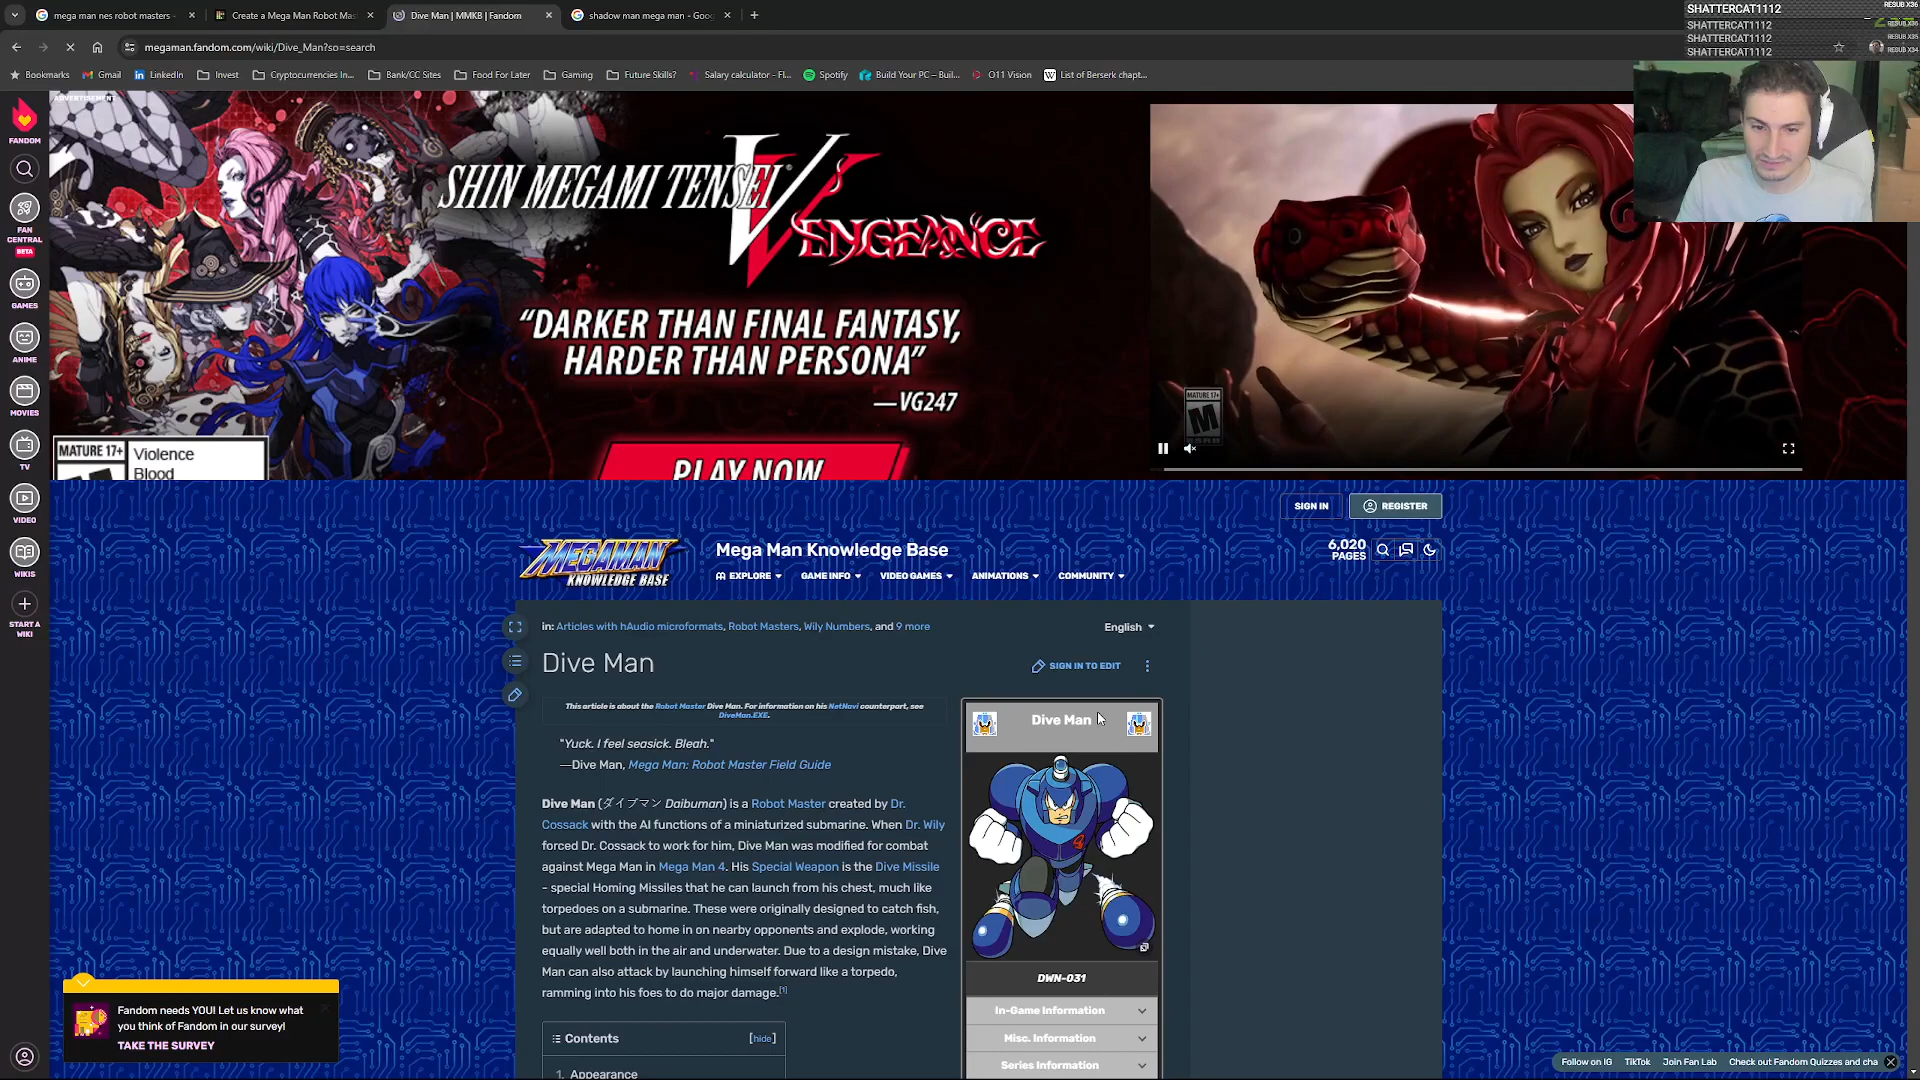 mega man nes robot masters -
Create a Mega Man Robot Mas
Dive Man | MMKB | Fandom
shadow man mega man - Goo
megaman.fandom.com/wiki/Dive_Man?so=search
Bookmarks
Gmail
LinkedIn
Invest
Cryptocurrencies In...
Bank/CC Sites
Food For Later
Gaming
Future Skills?
Salary calculator - Fl...
Spotify
Build Your PC – Buil...
O11 Vision
List of Berserk chapt...
SHATTERCAT1112
RESUB X36
SHATTERCAT1112
RESUB X36
SHATTERCAT1112
RESUB X35
SHATTERCAT1112
RESUB X34
FANDOM
FAN CENTRAL
BETA
GAMES
ANIME
MOVIES
TV
VIDEO
WIKIS
START A WIKI
ADVERTISEMENT
SHIN MEGAMI TENSEI V
VENGEANCE
"DARKER THAN FINAL FANTASY,
HARDER THAN PERSONA"
—VG247
PLAY NOW
MATURE 17+
Violence
Blood
MATURE 17+
M
SIGN IN
REGISTER
MEGAMAN
KNOWLEDGE BASE
Mega Man Knowledge Base
6,020
PAGES
EXPLORE
GAME INFO
VIDEO GAMES
ANIMATIONS
COMMUNITY
in: Articles with hAudio microformats, Robot Masters, Wily Numbers, and 9 more
English
Dive Man
SIGN IN TO EDIT
This article is about the Robot Master Dive Man. For information on his NetNavi counterpart, see
DiveMan.EXE.
"Yuck. I feel seasick. Bleah."
—Dive Man, Mega Man: Robot Master Field Guide
Dive Man (ダイブマン Daibuman) is a Robot Master created by Dr.
Cossack with the AI functions of a miniaturized submarine. When Dr. Wily
forced Dr. Cossack to work for him, Dive Man was modified for combat
against Mega Man in Mega Man 4. His Special Weapon is the Dive Missile
- special Homing Missiles that he can launch from his chest, much like
torpedoes on a submarine. These were originally designed to catch fish,
but are adapted to home in on nearby opponents and explode, working
equally well both in the air and underwater. Due to a design mistake, Dive
Man can also attack by launching himself forward like a torpedo,
ramming into his foes to do major damage.[1]
Contents [hide]
1. Appearance
Dive Man
DWN-031
In-Game Information
Misc. Information
Series Information
Fandom needs YOU! Let us know what
you think of Fandom in our survey!
TAKE THE SURVEY
Follow on IG
TikTok
Join Fan Lab
Check out Fandom Quizzes and cha